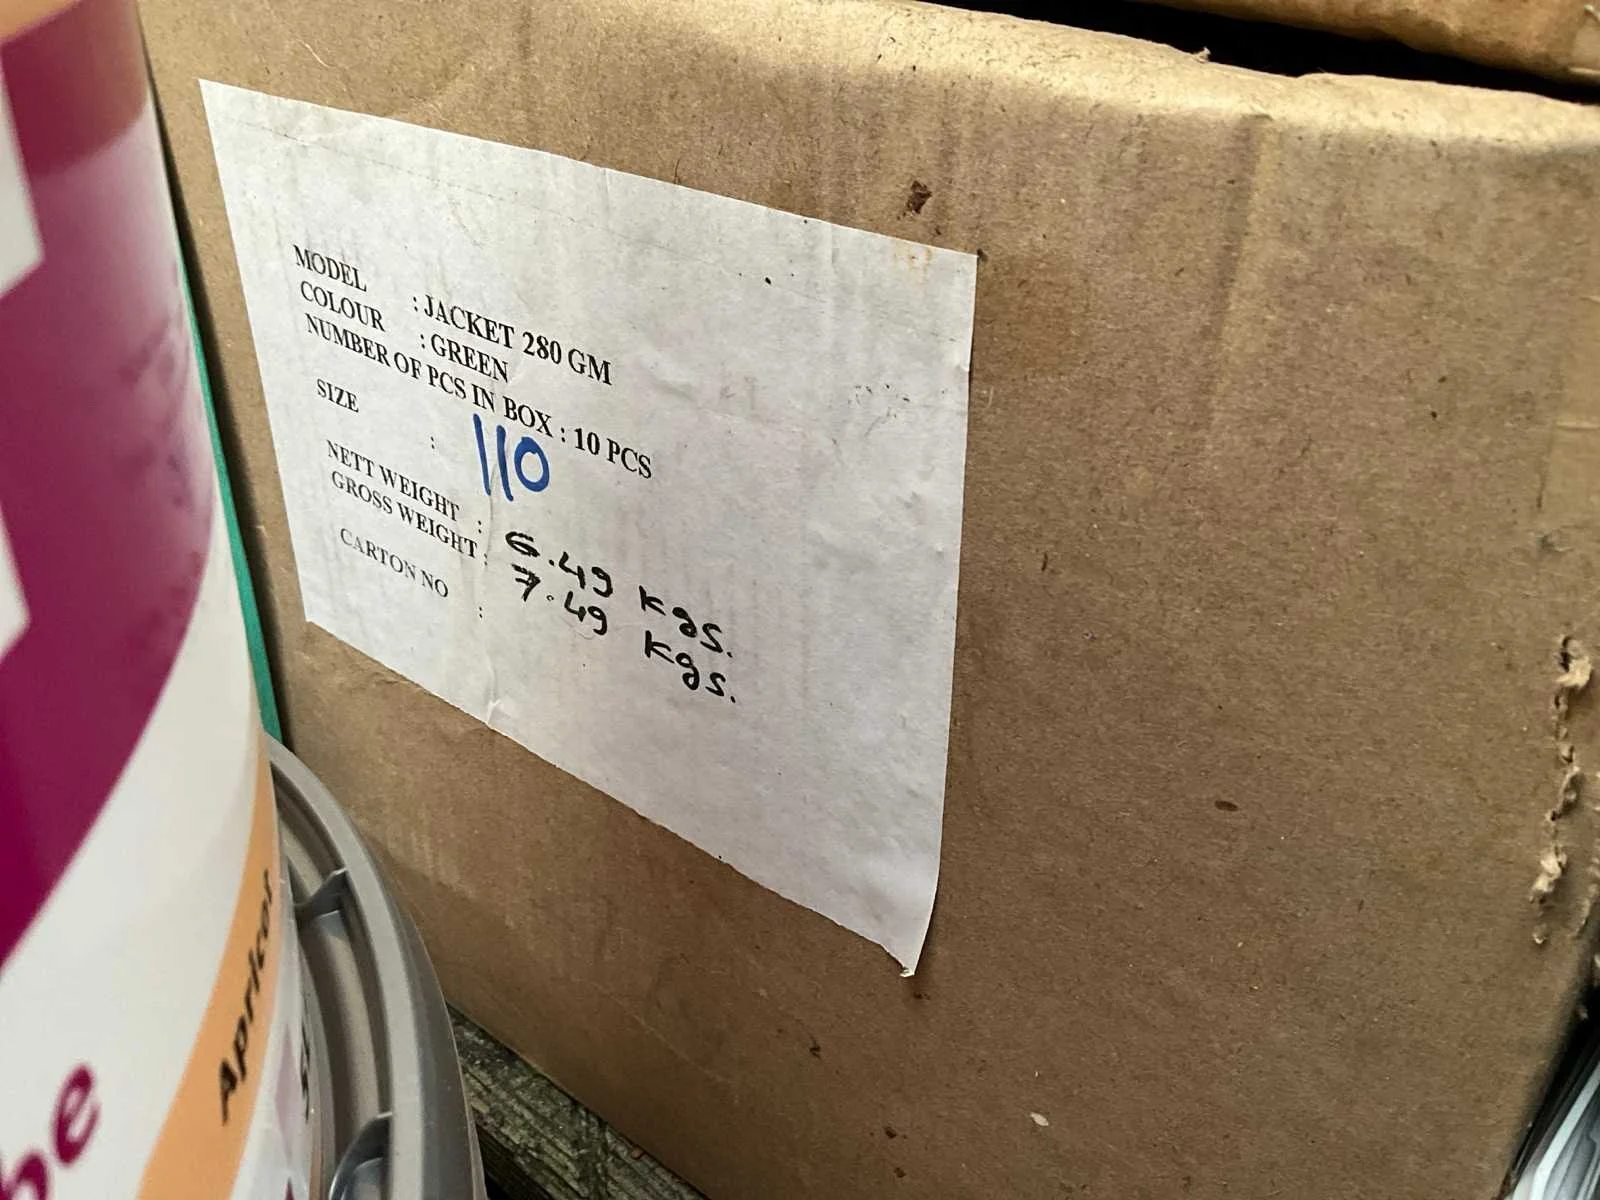 MODEL : JACKET 280 GM
COLOUR : GREEN
NUMBER OF PCS IN BOX : 10 PCS
SIZE : 110
NETT WEIGHT : 6.49 kgs.
GROSS WEIGHT : 7.49 kgs.
CARTON NO :
Apricot
be